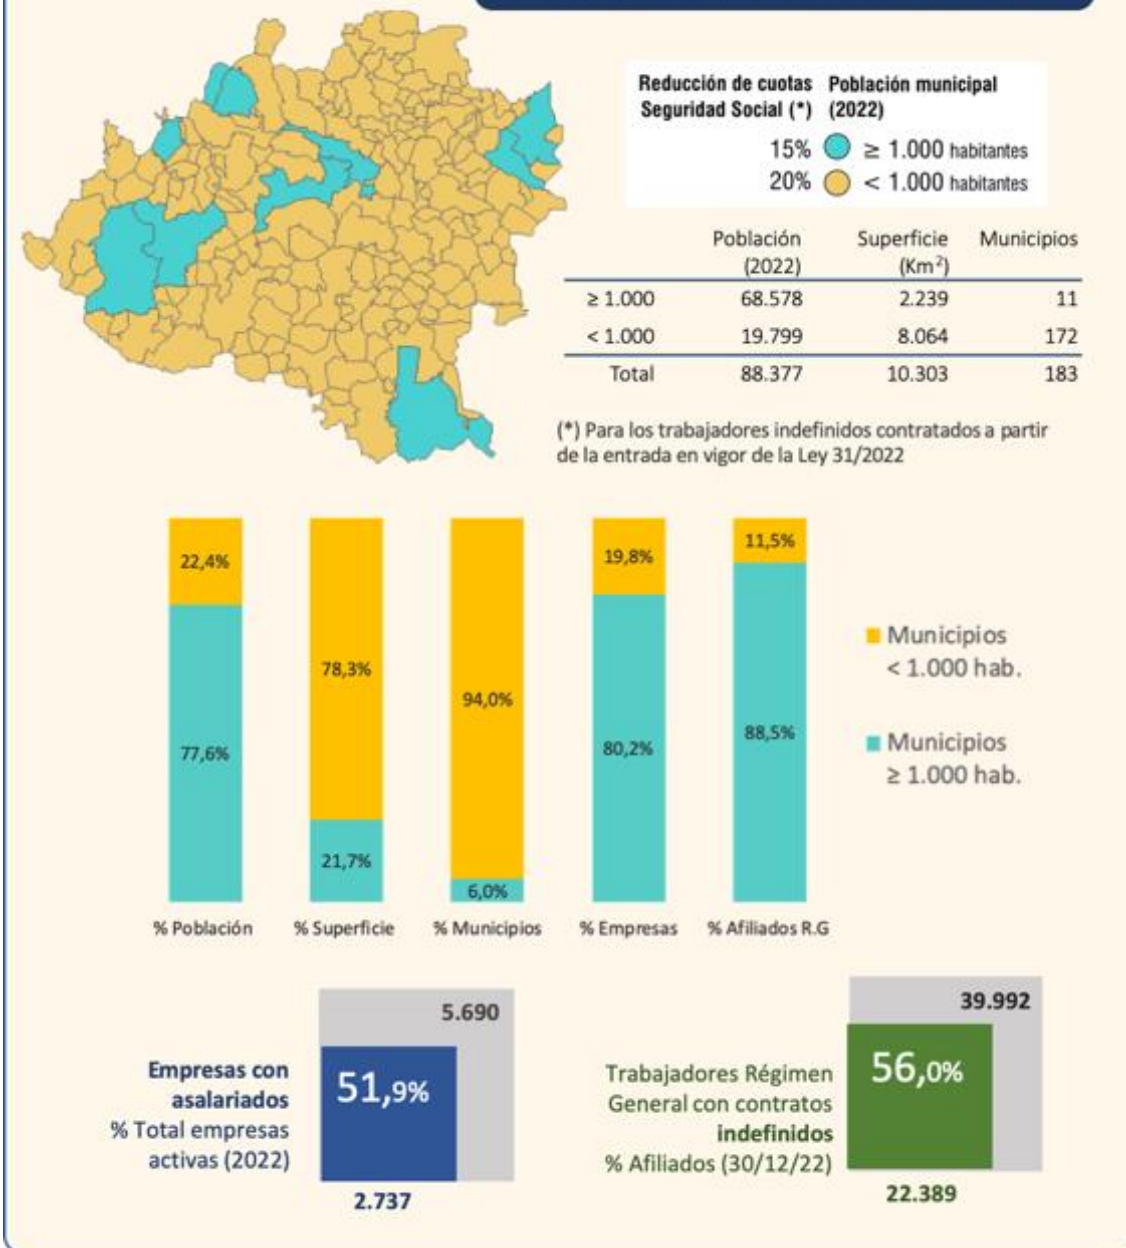 Reducción de cuotas Población municipal
Seguridad Social (*) (2022)
15% ≥ 1.000 habitantes
20% < 1.000 habitantes
Población Superficie Municipios
(2022) (Km²)
≥ 1.000 68.578 2.239 11
< 1.000 19.799 8.064 172
Total 88.377 10.303 183
(*) Para los trabajadores indefinidos contratados a partir
de la entrada en vigor de la Ley 31/2022
22,4% 78,3% 94,0% 19,8% 11,5%
77,6% 21,7% 6,0% 80,2% 88,5%
Municipios
< 1.000 hab.
Municipios
≥ 1.000 hab.
% Población % Superficie % Municipios % Empresas % Afiliados R.G
5.690
Empresas con
asalariados
% Total empresas
activas (2022)
51,9%
2.737
39.992
Trabajadores Régimen
General con contratos
indefinidos
% Afiliados (30/12/22)
56,0%
22.389